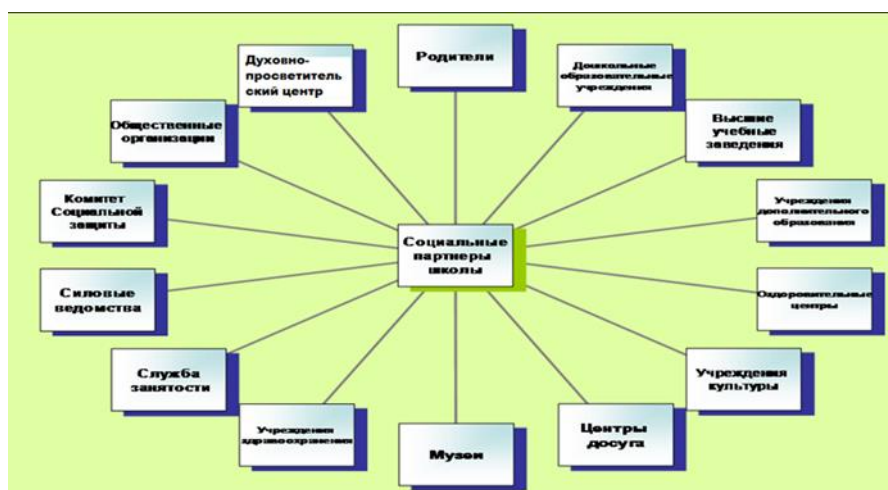 Родители
Духовно-
просветитель
ский центр
Дошкольные
образовательные
учреждения
Общественные
организации
Высшие
учебные
заведения
Комитет
Социальной
защиты
Учреждения
дополнительного
образования
Социальные
партнеры
школы
Силовые
ведомства
Оздоровительные
центры
Служба
занятости
Учреждения
культуры
Учреждения
здравоохранения
Музеи
Центры
досуга